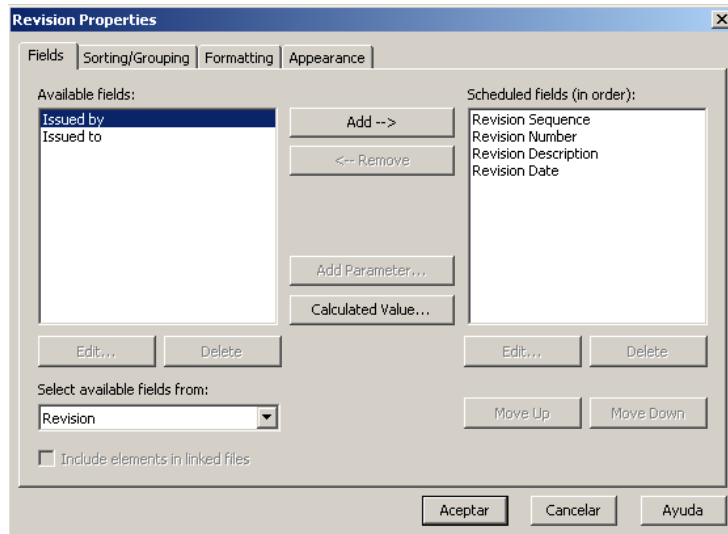 Revision Properties
Fields
Sorting/Grouping
Formatting
Appearance
Available fields:
Issued by
Issued to
Add -->
<-- Remove
Add Parameter...
Calculated Value...
Scheduled fields (in order):
Revision Sequence
Revision Number
Revision Description
Revision Date
Edit...
Delete
Edit...
Delete
Select available fields from:
Revision
Move Up
Move Down
Include elements in linked files
Aceptar
Cancelar
Ayuda